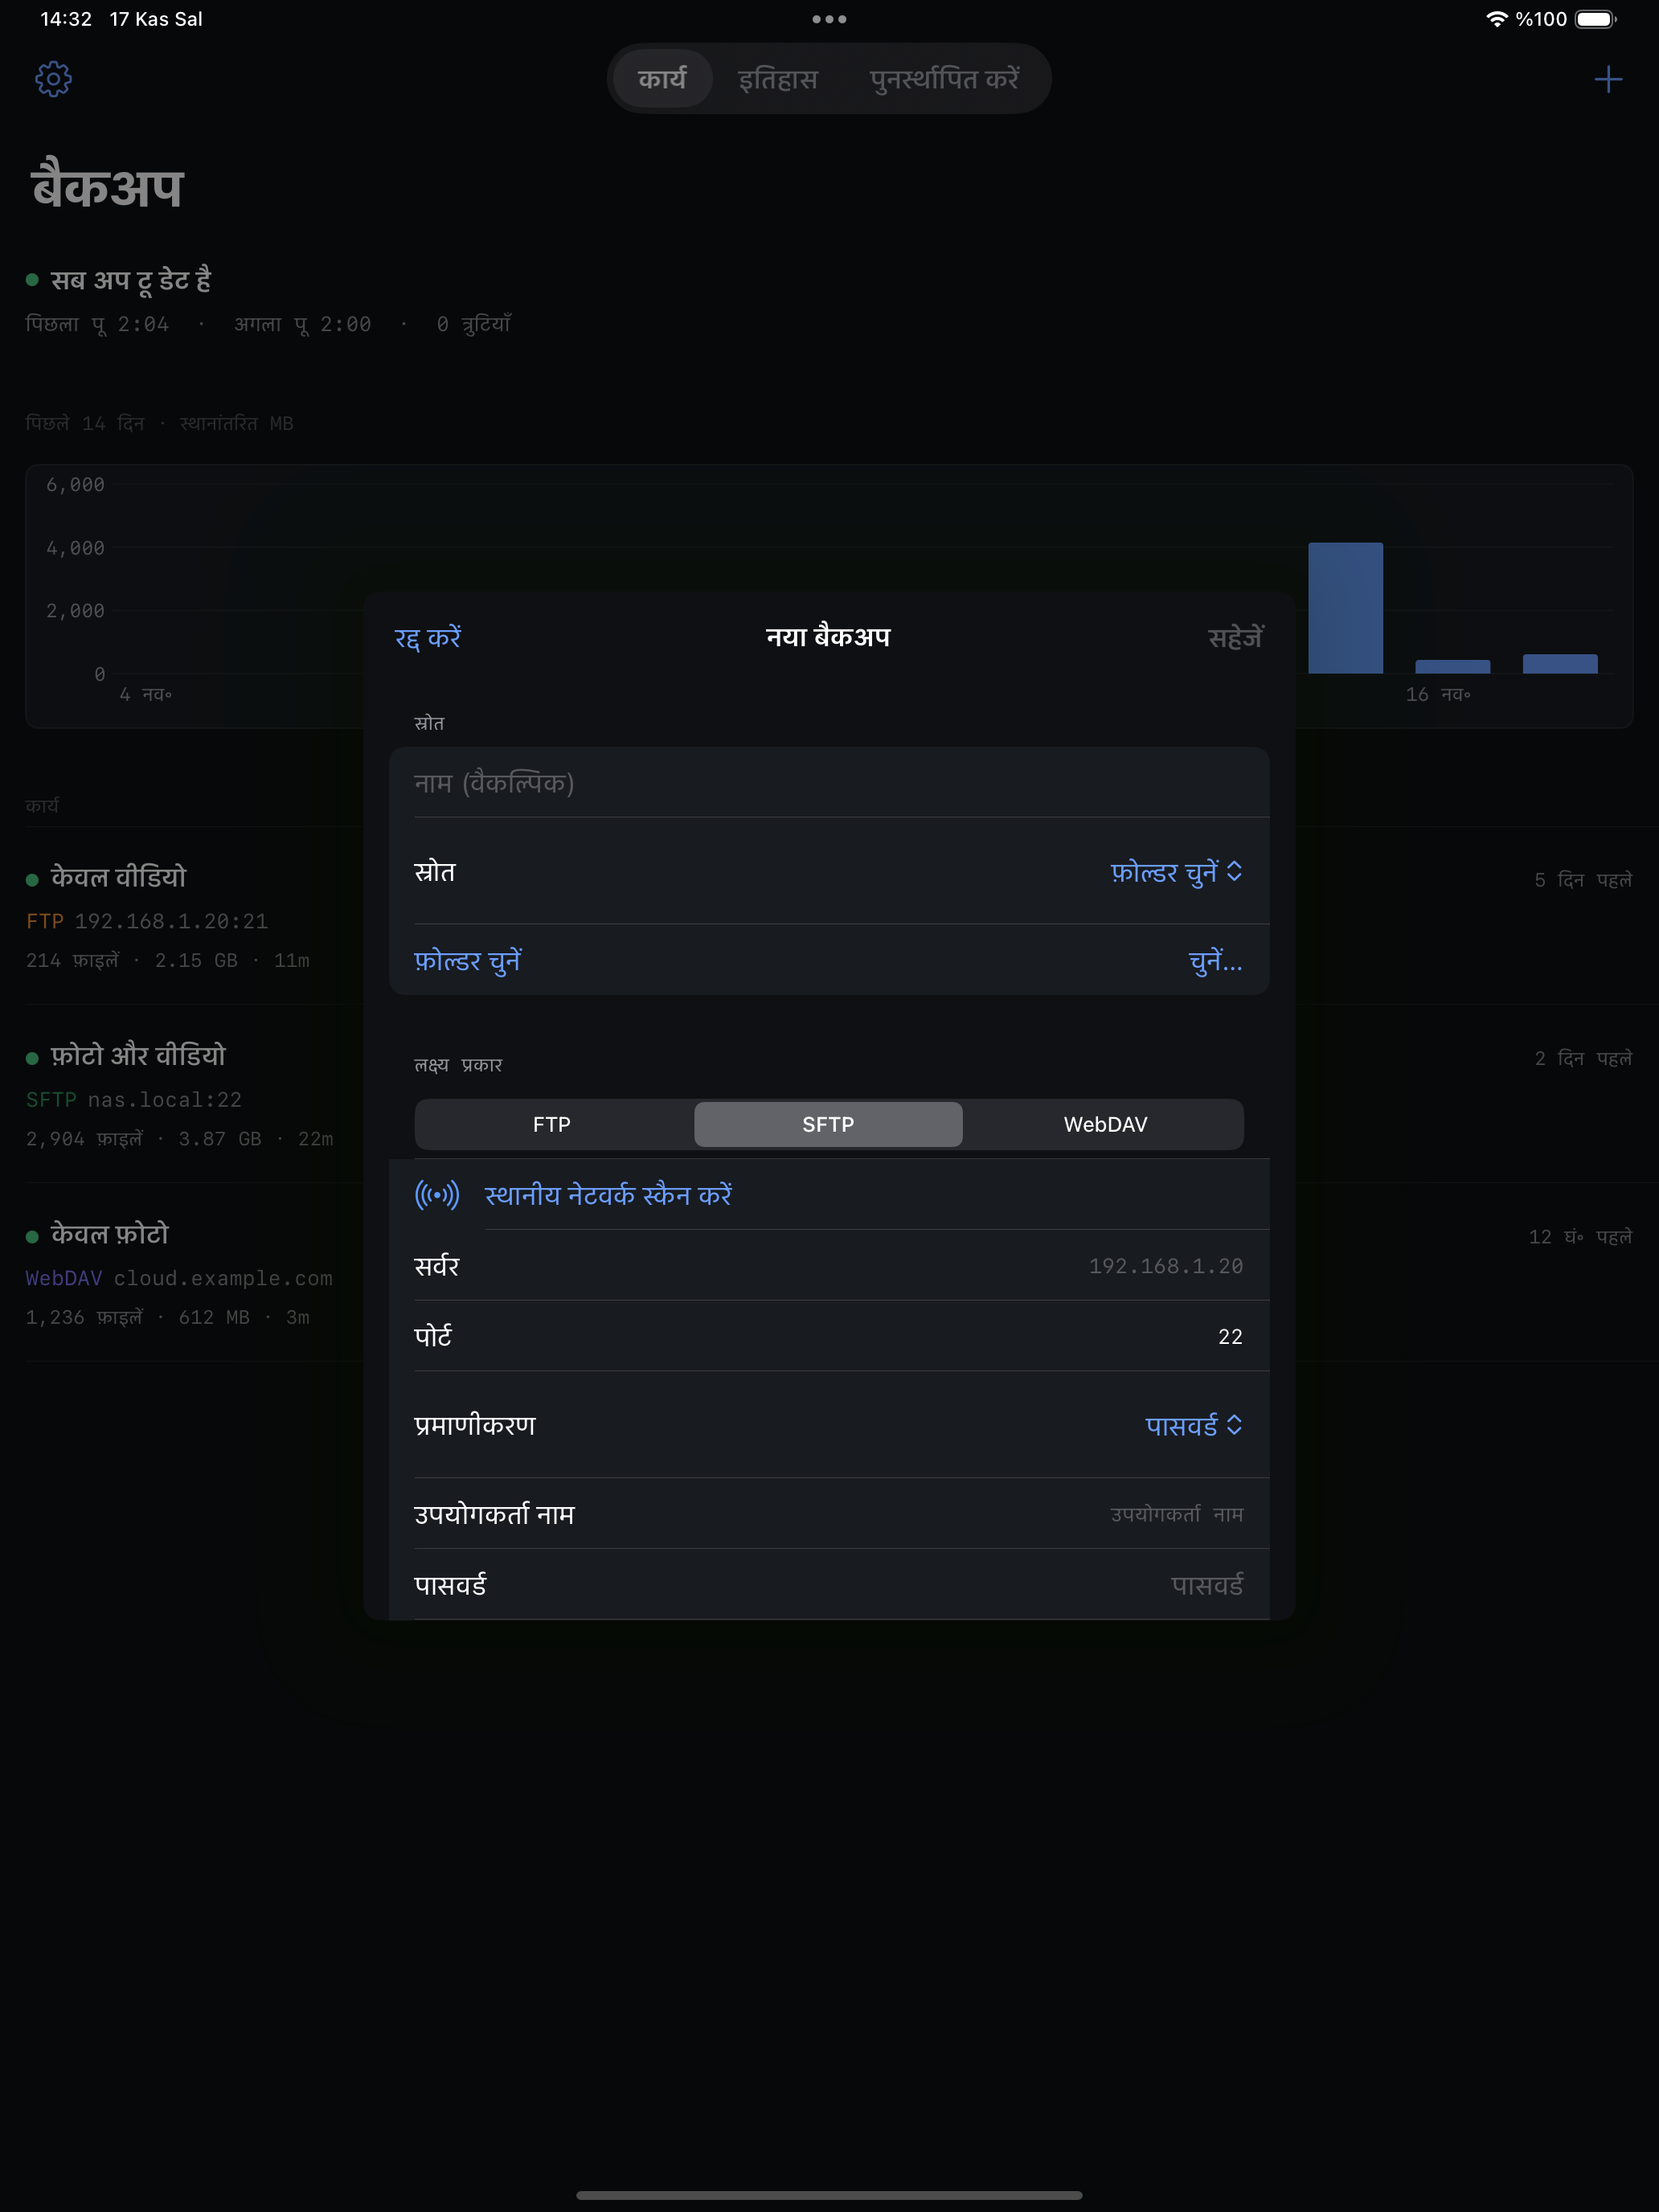 14:32 17 Kas Sal
%100
कार्य इतिहास पुनर्स्थापित करें
बैकअप
सब अप टू डेट है
पिछला पू 2:04 · अगला पू 2:00 · 0 त्रुटियाँ
पिछले 14 दिन · स्थानांतरित MB
6,000
4,000
2,000
0
4 नव॰
16 नव॰
कार्य
केवल वीडियो
5 दिन पहले
FTP 192.168.1.20:21
214 फ़ाइलें · 2.15 GB · 11m
फ़ोटो और वीडियो
2 दिन पहले
SFTP nas.local:22
2,904 फ़ाइलें · 3.87 GB · 22m
केवल फ़ोटो
12 घं॰ पहले
WebDAV cloud.example.com
1,236 फ़ाइलें · 612 MB · 3m
रद्द करें
नया बैकअप
सहेजें
स्रोत
नाम (वैकल्पिक)
स्रोत फ़ोल्डर चुनें
फ़ोल्डर चुनें चुनें...
लक्ष्य प्रकार
FTP SFTP WebDAV
स्थानीय नेटवर्क स्कैन करें
सर्वर 192.168.1.20
पोर्ट 22
प्रमाणीकरण पासवर्ड
उपयोगकर्ता नाम उपयोगकर्ता नाम
पासवर्ड पासवर्ड